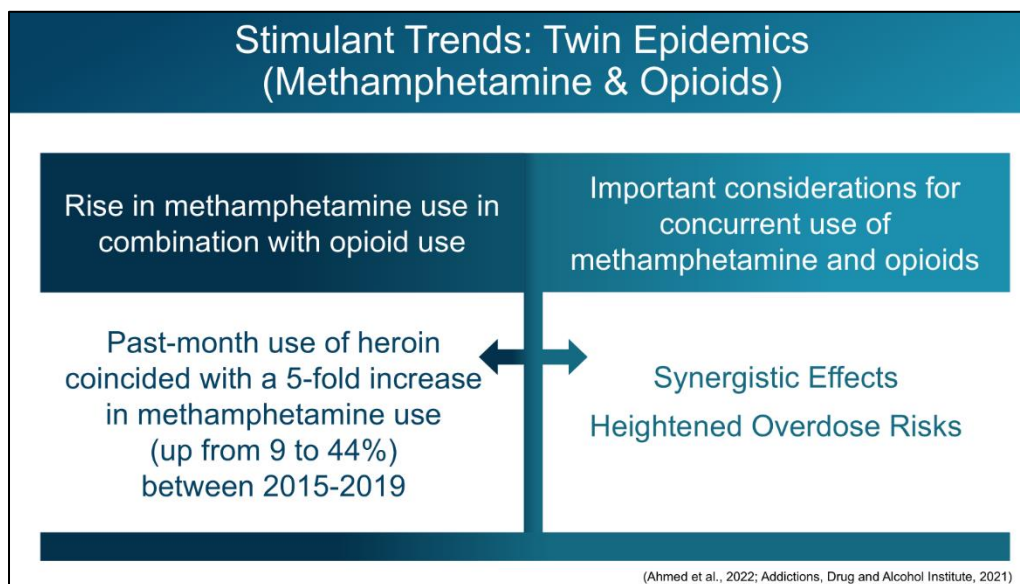 Stimulant Trends: Twin Epidemics
(Methamphetamine & Opioids)
Rise in methamphetamine use in
combination with opioid use
Past-month use of heroin
coincided with a 5-fold increase
in methamphetamine use
(up from 9 to 44%)
between 2015-2019
Important considerations for
concurrent use of
methamphetamine and opioids
Synergistic Effects
Heightened Overdose Risks
(Ahmed et al., 2022; Addictions, Drug and Alcohol Institute, 2021)